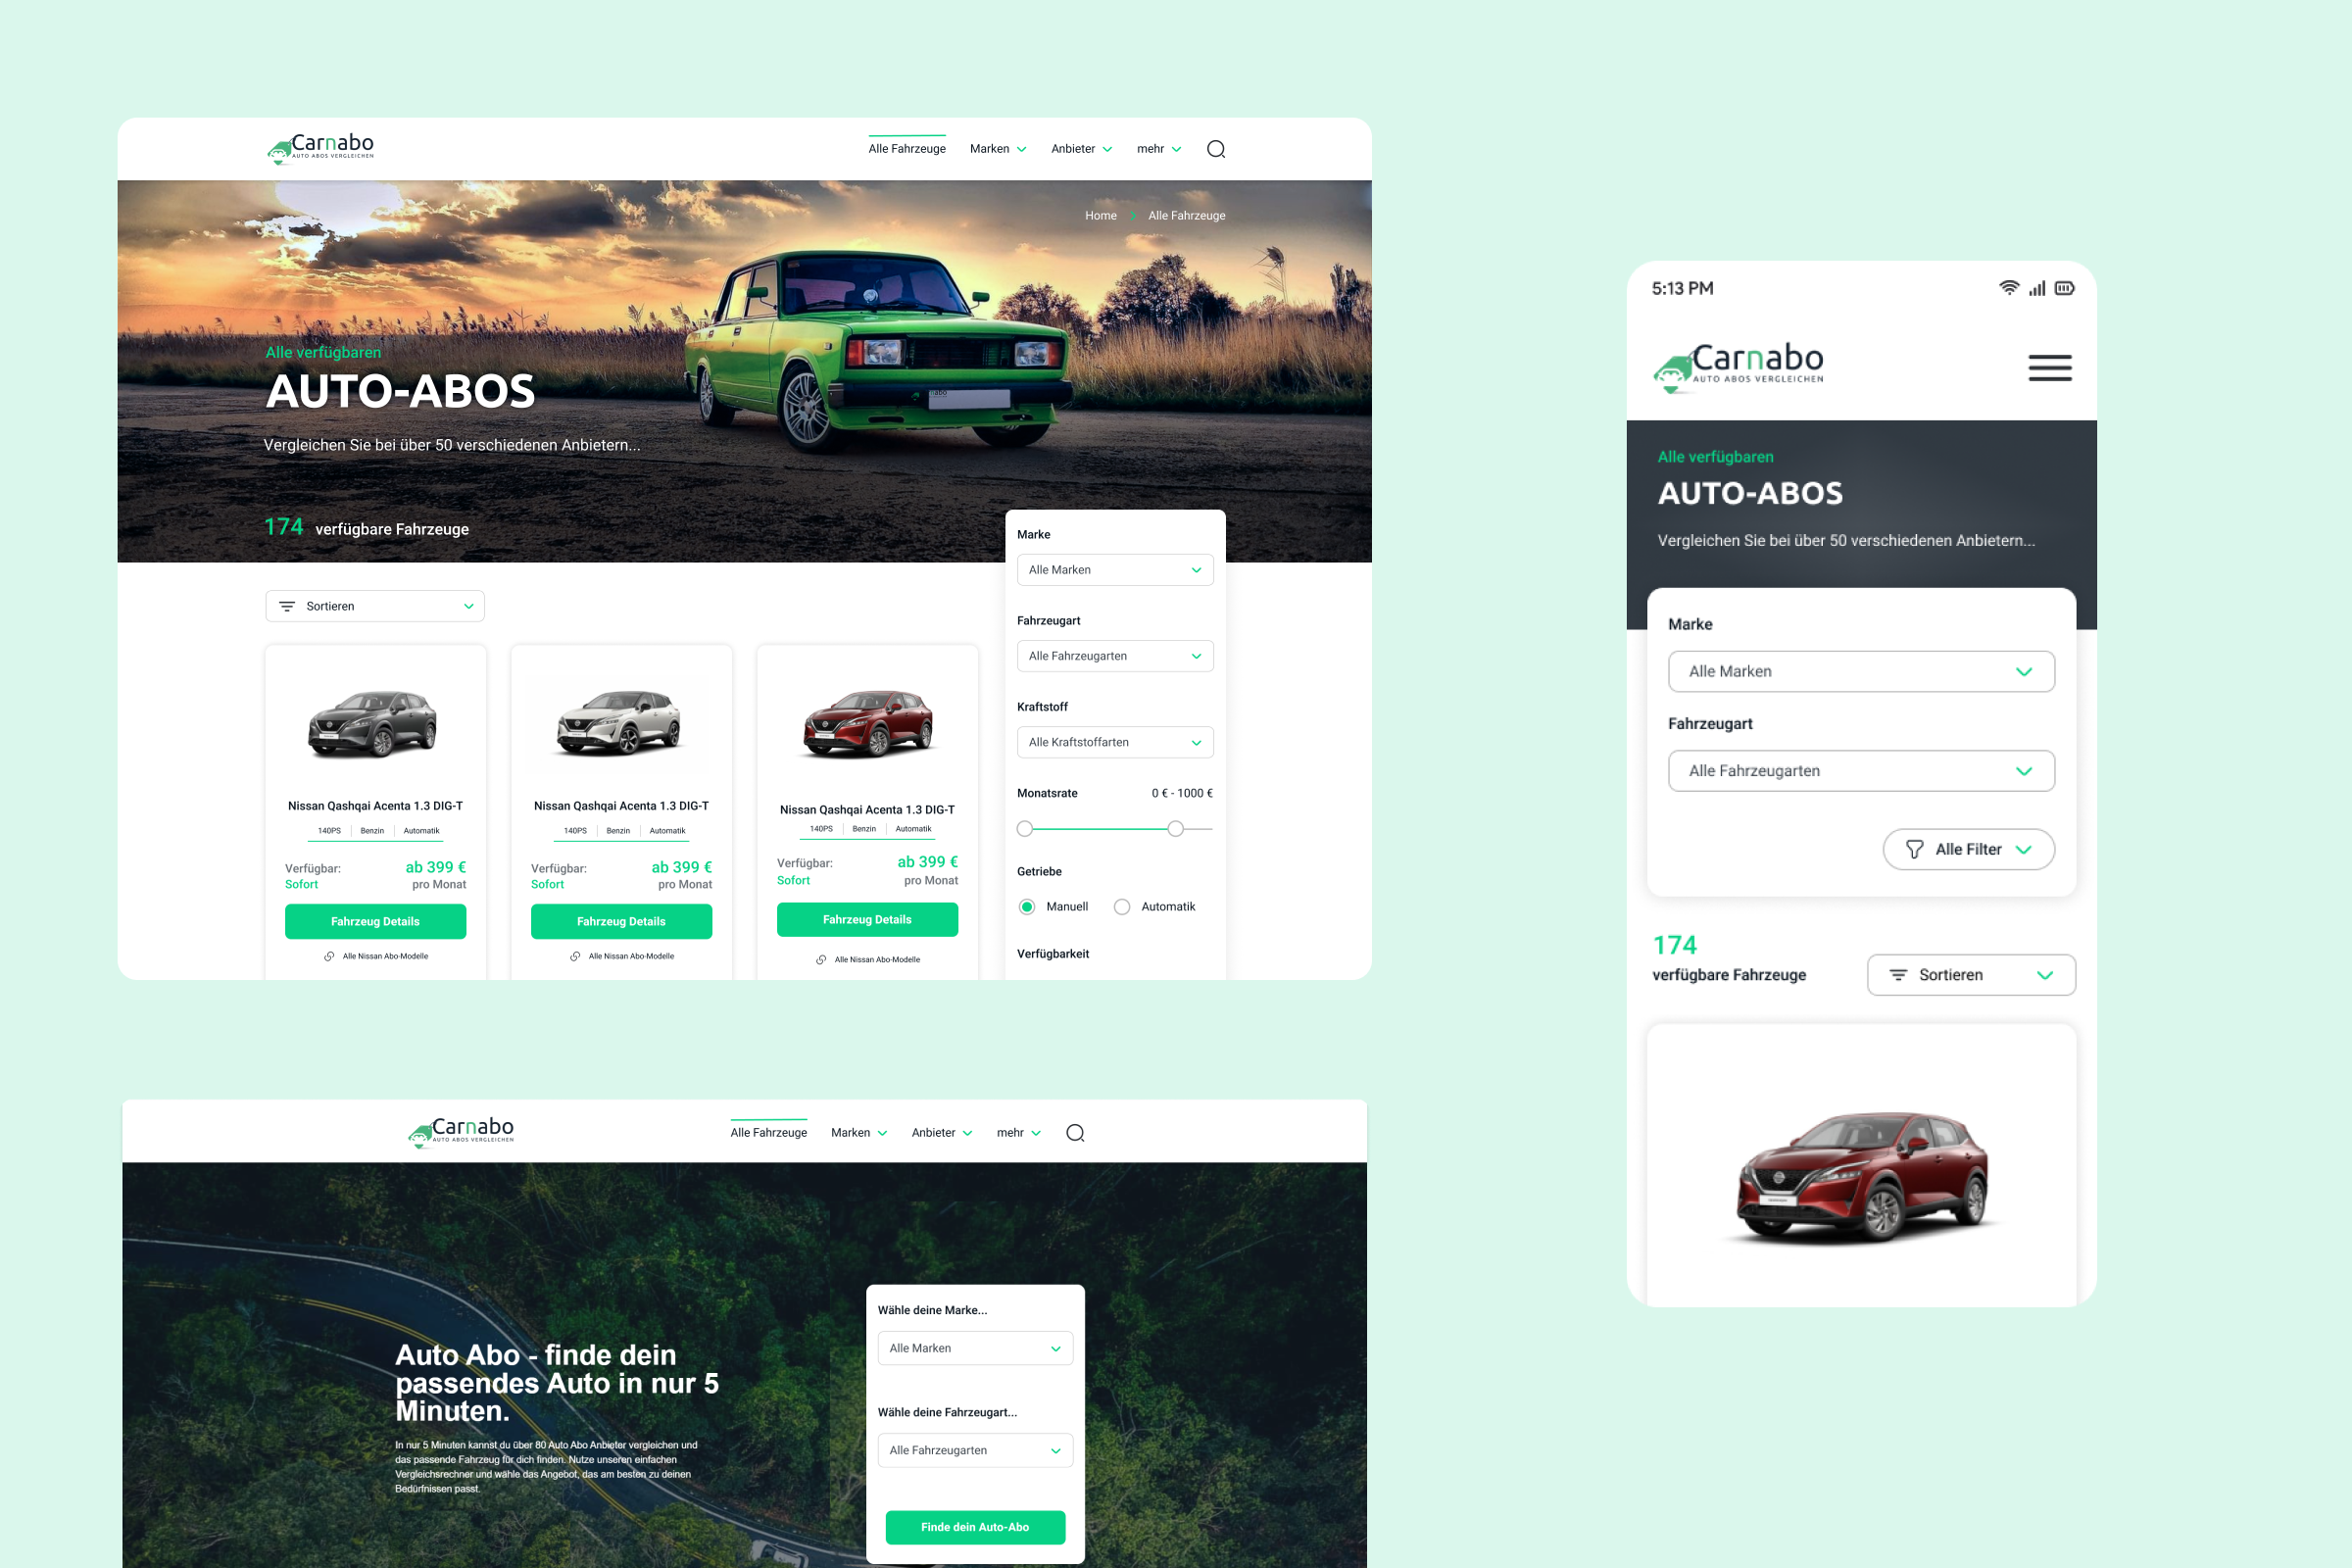 Carnabo
AUTO ABOS VERGLEICHEN
Alle Fahrzeuge
Marken
Anbieter
mehr
Home
Alle Fahrzeuge
Alle verfügbaren
AUTO-ABOS
Vergleichen Sie bei über 50 verschiedenen Anbietern...
174 verfügbare Fahrzeuge
Sortieren
Nissan Qashqai Acenta 1.3 DIG-T
140PS Benzin Automatik
Verfügbar: ab 399 €
Sofort pro Monat
Fahrzeug Details
Alle Nissan Abo-Modelle
Nissan Qashqai Acenta 1.3 DIG-T
140PS Benzin Automatik
Verfügbar: ab 399 €
Sofort pro Monat
Fahrzeug Details
Alle Nissan Abo-Modelle
Nissan Qashqai Acenta 1.3 DIG-T
140PS Benzin Automatik
Verfügbar: ab 399 €
Sofort pro Monat
Fahrzeug Details
Alle Nissan Abo-Modelle
Marke
Alle Marken
Fahrzeugart
Alle Fahrzeugarten
Kraftstoff
Alle Kraftstoffarten
Monatsrate 0 € - 1000 €
Getriebe
Manuell Automatik
Verfügbarkeit
Carnabo
AUTO ABOS VERGLEICHEN
Alle Fahrzeuge
Marken
Anbieter
mehr
Auto Abo - finde dein
passendes Auto in nur 5
Minuten.
In nur 5 Minuten kannst du über 80 Auto Abo Anbieter vergleichen und
das passende Fahrzeug für dich finden. Nutze unseren einfachen
Vergleichsrechner und wähle das Angebot, das am besten zu deinen
Bedürfnissen passt.
Wähle deine Marke...
Alle Marken
Wähle deine Fahrzeugart...
Alle Fahrzeugarten
Finde dein Auto-Abo
5:13 PM
Carnabo
AUTO ABOS VERGLEICHEN
Alle verfügbaren
AUTO-ABOS
Vergleichen Sie bei über 50 verschiedenen Anbietern...
Marke
Alle Marken
Fahrzeugart
Alle Fahrzeugarten
Alle Filter
174
verfügbare Fahrzeuge
Sortieren